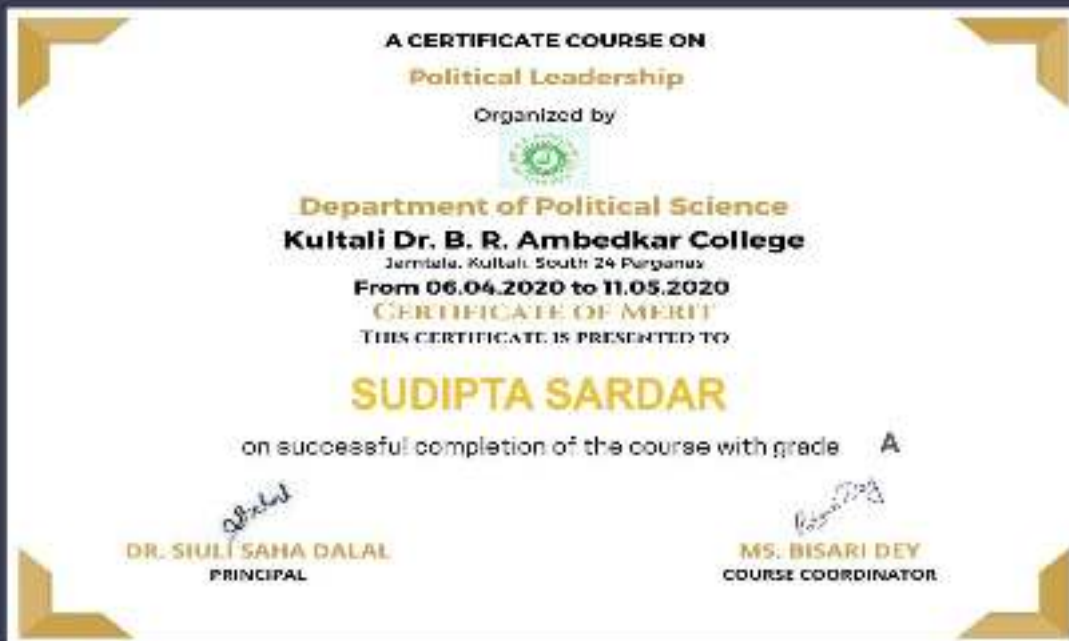 A CERTIFICATE COURSE ON
Political Leadership
Organized by
Department of Political Science
Kultali Dr. B. R. Ambedkar College
Jamtala, Kultali, South 24 Parganas
From 06.04.2020 to 11.05.2020
CERTIFICATE OF MERIT
THIS CERTIFICATE IS PRESENTED TO
SUDIPTA SARDAR
on successful completion of the course with grade A
DR. SIULI SAHA DALAL
PRINCIPAL
MS. BISARI DEY
COURSE COORDINATOR